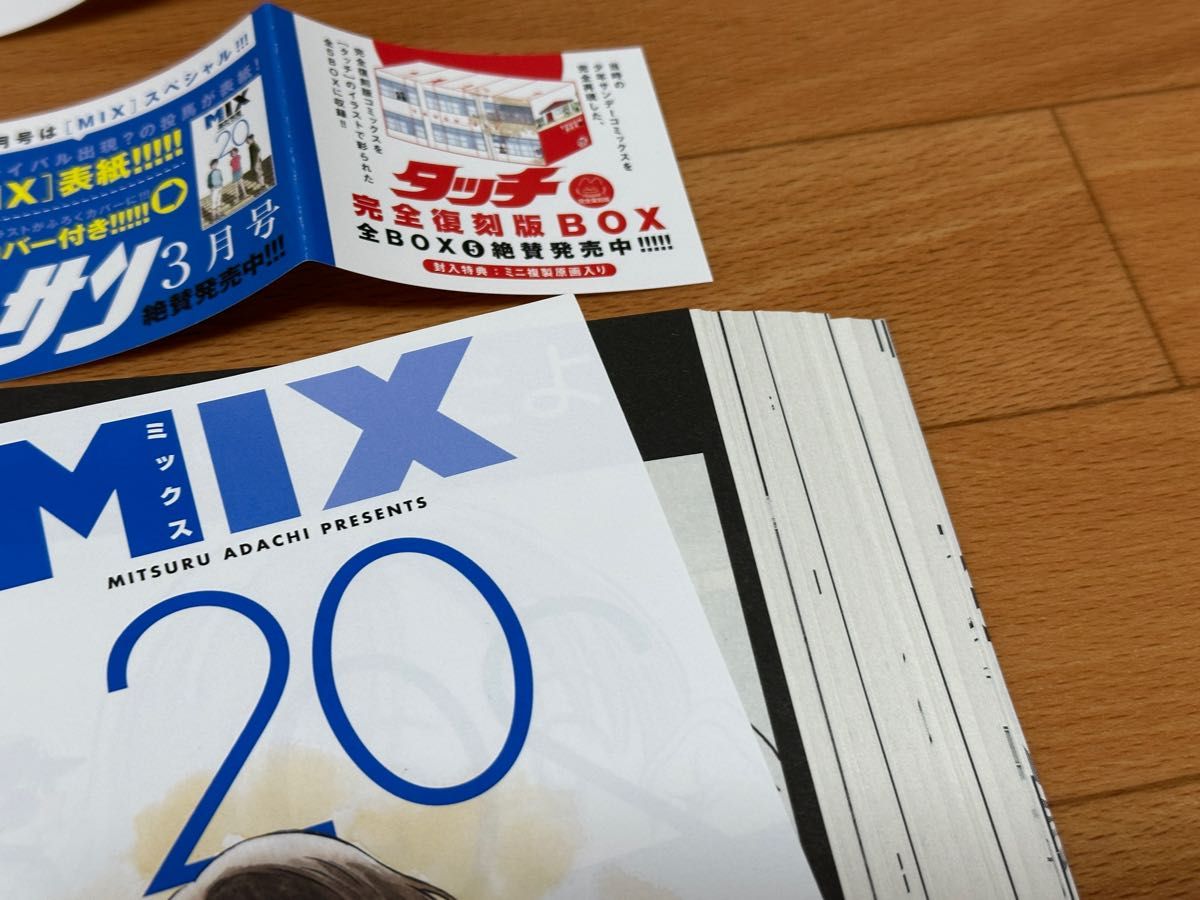 月号は[MIX]スペシャル!!!
イバル出現?の投馬が表紙!
IX]表紙!!!!!
ラストがふろくカバーに!!!
バー付き!!!!!
サン3月号
絶賛発売中!!!
MIX
20
当時の
少年サンデーコミックスを
完全再現した、
完全復刻版コミックスを
『タッチ』のイラストで彩られた
全5BOXに収録!!
タッチ
完全復刻版BOX
全BOX5絶賛発売中!!!!!
封入特典:ミニ複製原画入り
MIX
ミックス
MITSURU ADACHI PRESENTS
20